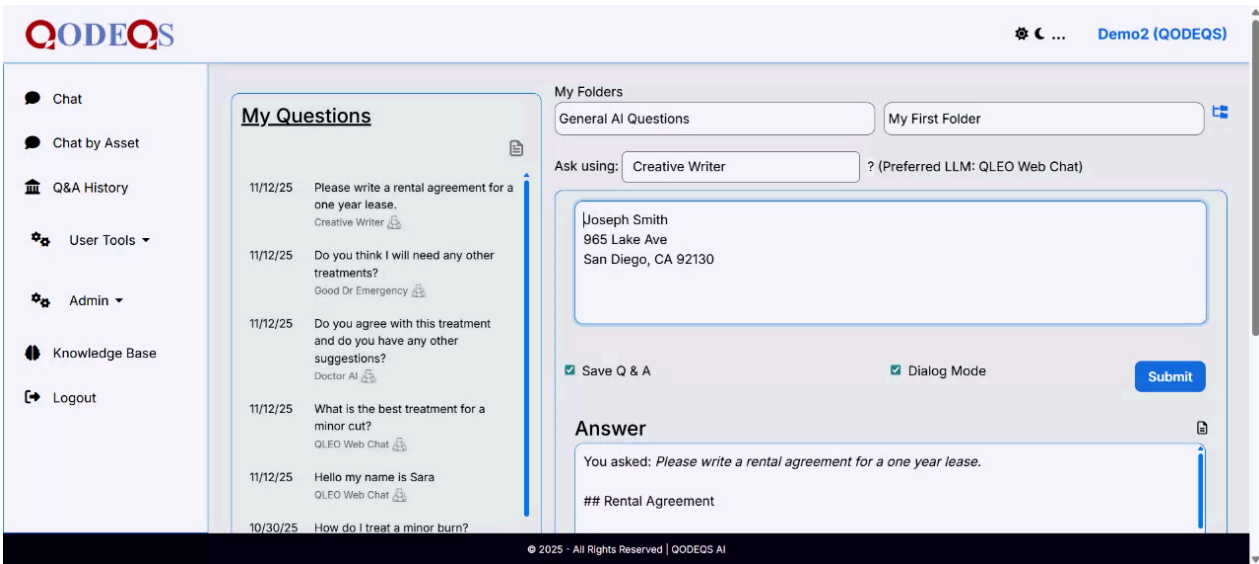 QODEQS
... Demo2 (QODEQS)
Chat
Chat by Asset
Q&A History
User Tools
Admin
Knowledge Base
Logout
My Questions
11/12/25 Please write a rental agreement for a
one year lease.
Creative Writer
11/12/25 Do you think I will need any other
treatments?
Good Dr Emergency
11/12/25 Do you agree with this treatment
and do you have any other
suggestions?
Doctor AI
11/12/25 What is the best treatment for a
minor cut?
QLEO Web Chat
11/12/25 Hello my name is Sara
QLEO Web Chat
10/30/25 How do I treat a minor burn?
My Folders
General AI Questions My First Folder
Ask using: Creative Writer ? (Preferred LLM: QLEO Web Chat)
Joseph Smith
965 Lake Ave
San Diego, CA 92130
Save Q & A Dialog Mode Submit
Answer
You asked: Please write a rental agreement for a one year lease.
## Rental Agreement
© 2025 - All Rights Reserved | QODEQS AI